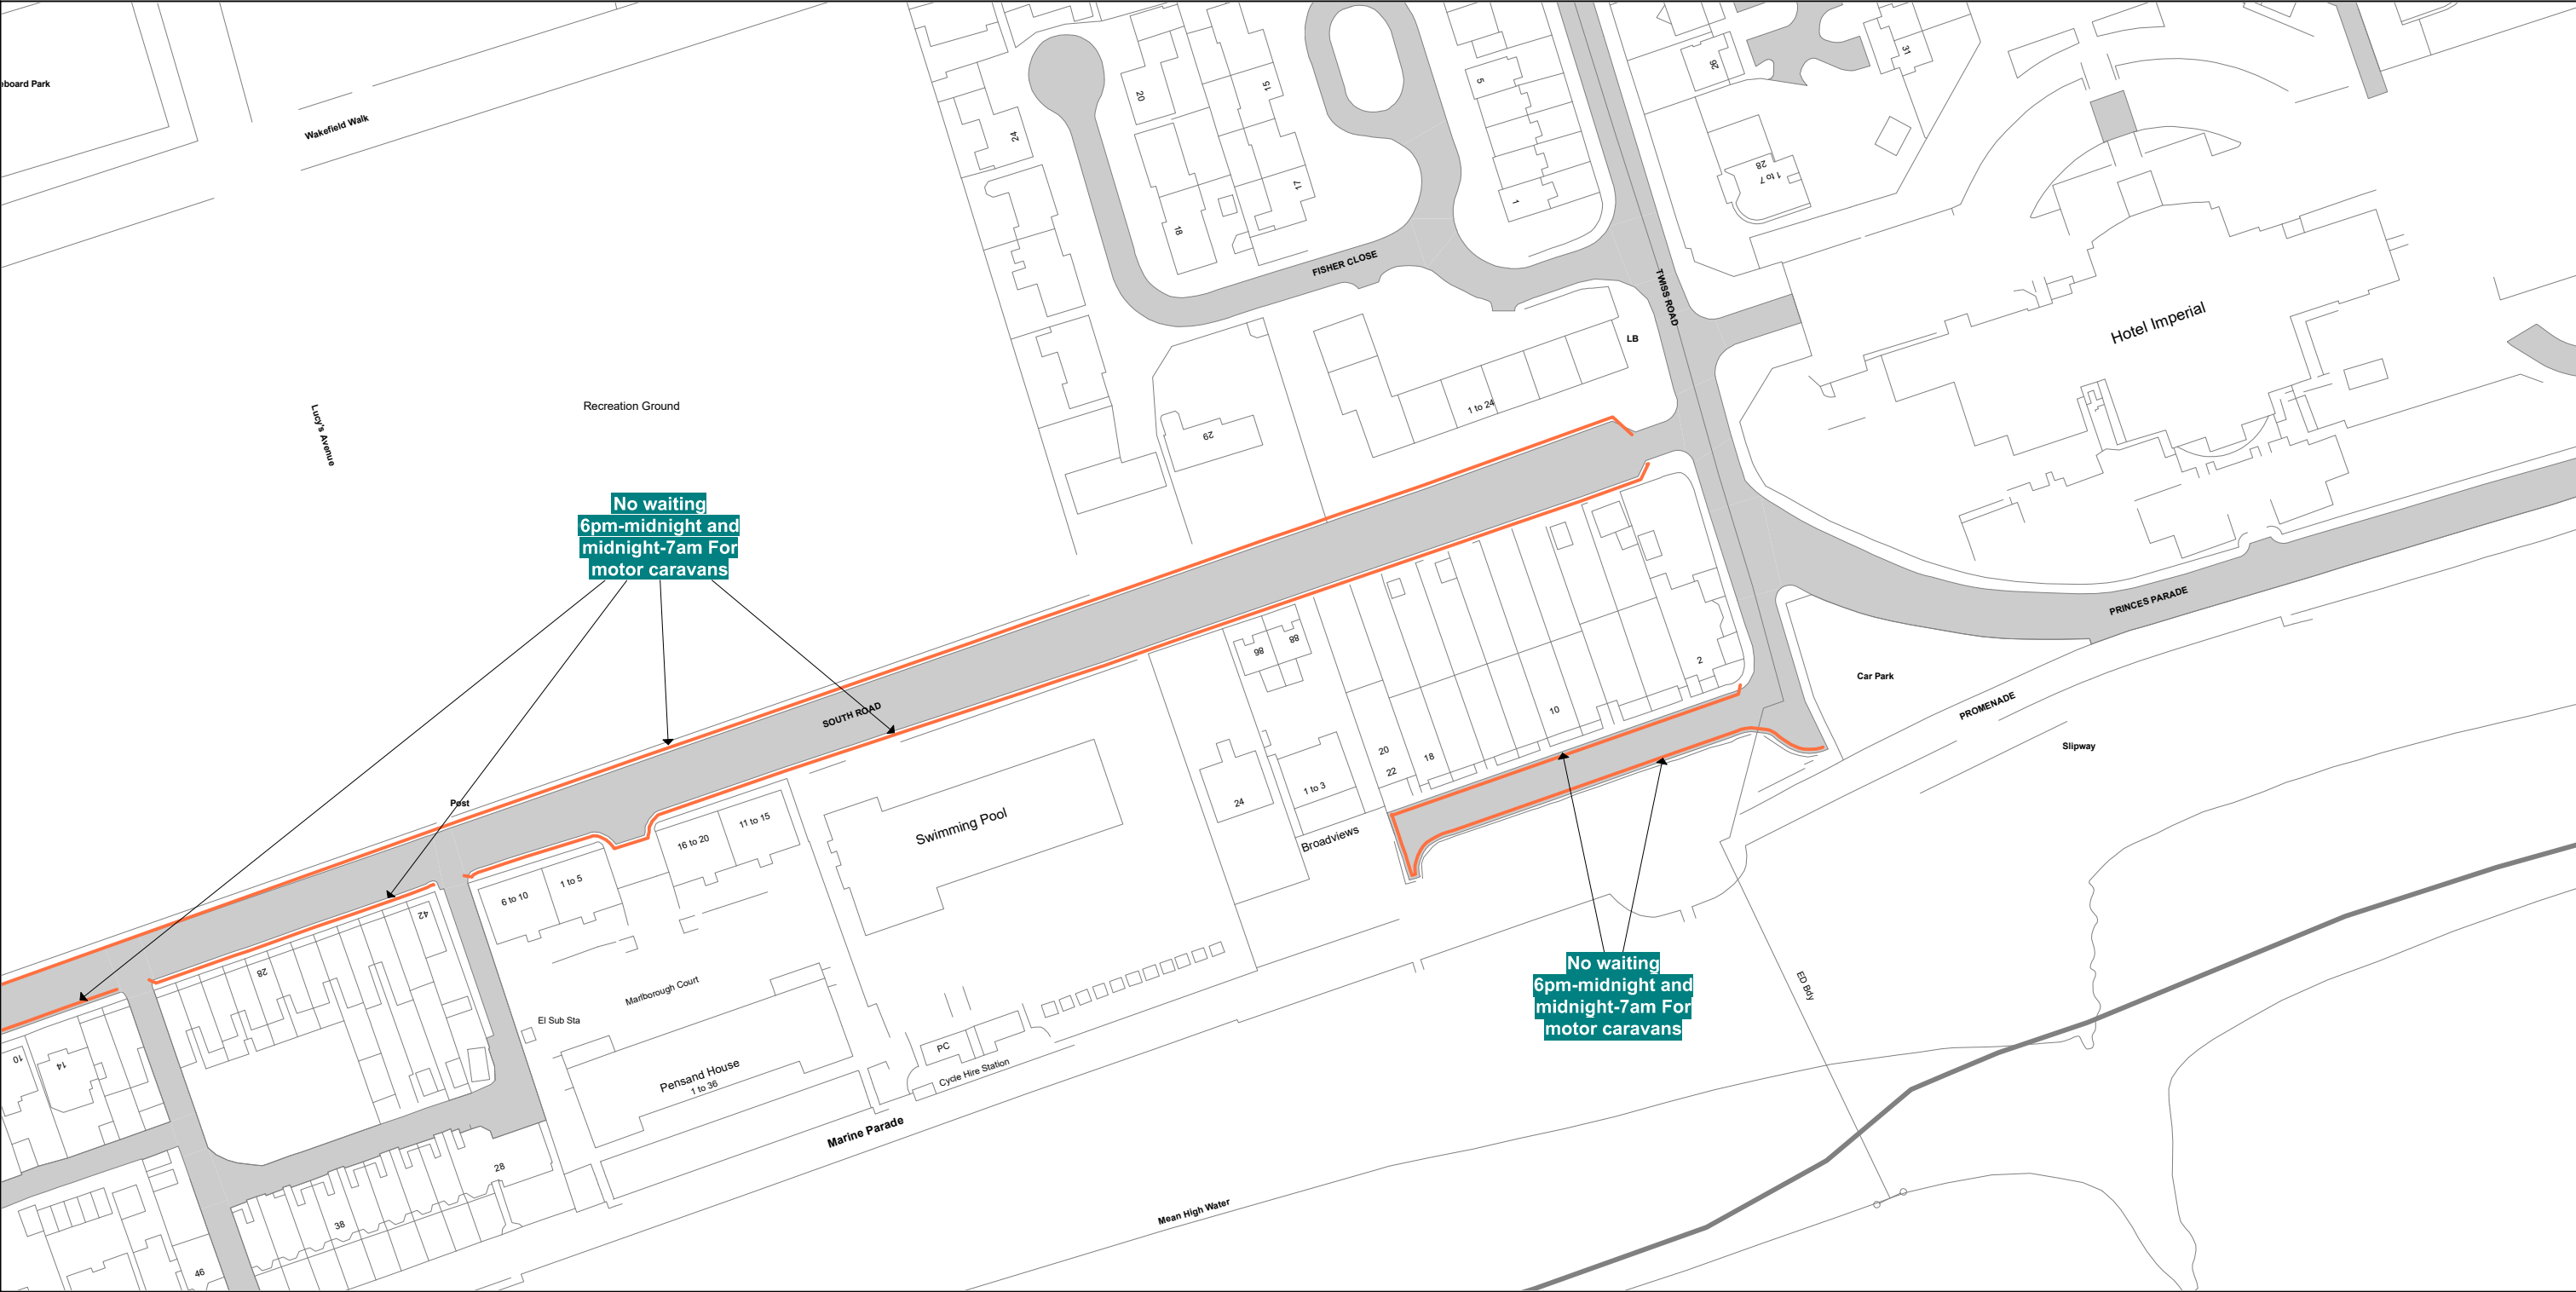 eboard Park
Wakefield Walk
Lucy's Avenue
Recreation Ground
24
20
15
18
17
5
1
26
31
28
1 to 7
FISHER CLOSE
TWISS ROAD
Hotel Imperial
LB
1 to 24
29
No waiting
6pm-midnight and
midnight-7am For
motor caravans
PRINCES PARADE
86
88
2
Car Park
PROMENADE
Slipway
SOUTH ROAD
10
20
18
22
1 to 3
24
Broadviews
Post
Swimming Pool
11 to 15
16 to 20
1 to 5
6 to 10
42
28
10
14
No waiting
6pm-midnight and
midnight-7am For
motor caravans
ED Bdy
Marlborough Court
El Sub Sta
Pensand House
1 to 36
PC
Cycle Hire Station
Marine Parade
28
38
46
Mean High Water